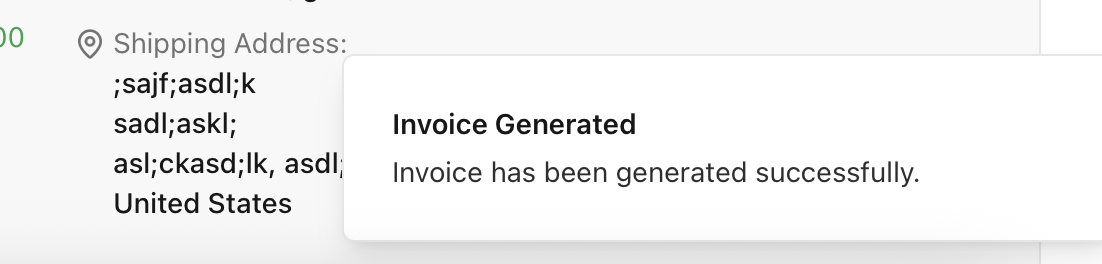 00
Shipping Address:
;sajf;asdl;k
sadl;askl;
asl;ckasd;lk, asdl;
United States
Invoice Generated
Invoice has been generated successfully.